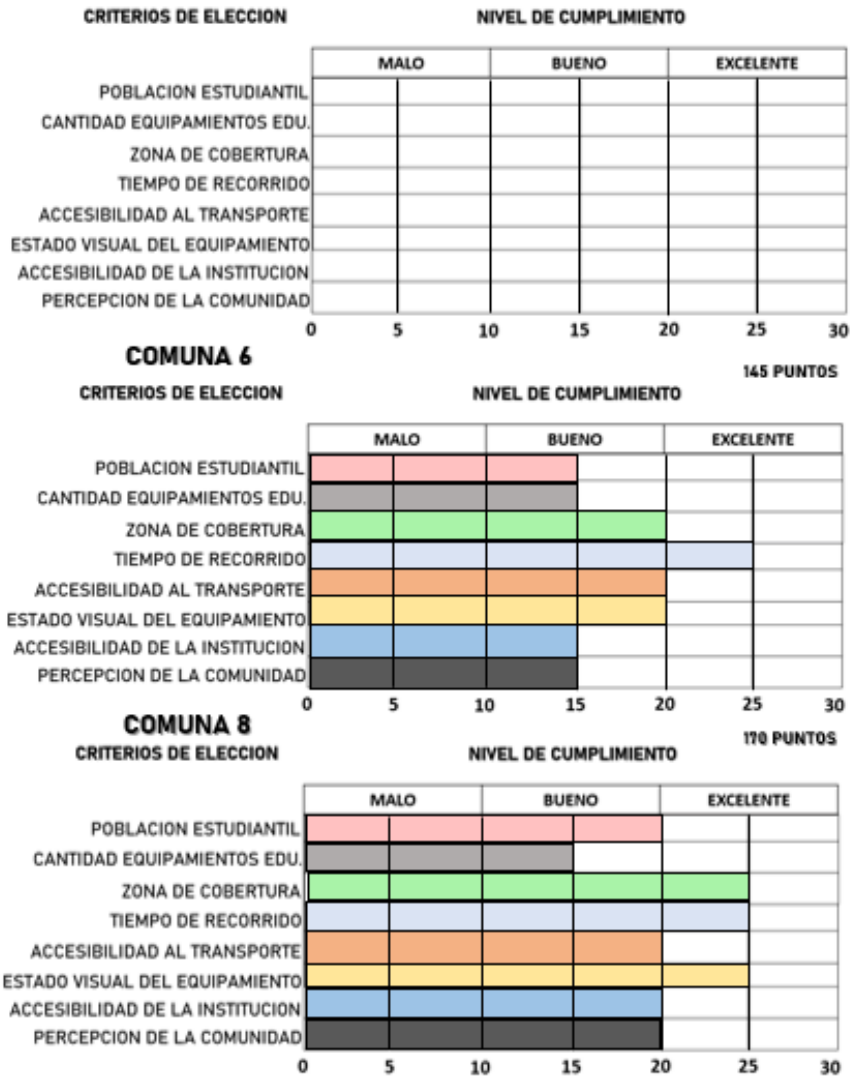 CRITERIOS DE ELECCION NIVEL DE CUMPLIMIENTO
MALO BUENO EXCELENTE
POBLACION ESTUDIANTIL
CANTIDAD EQUIPAMIENTOS EDU.
ZONA DE COBERTURA
TIEMPO DE RECORRIDO
ACCESIBILIDAD AL TRANSPORTE
ESTADO VISUAL DEL EQUIPAMIENTO
ACCESIBILIDAD DE LA INSTITUCION
PERCEPCION DE LA COMUNIDAD
0 5 10 15 20 25 30
COMUNA 6
145 PUNTOS
CRITERIOS DE ELECCION NIVEL DE CUMPLIMIENTO
MALO BUENO EXCELENTE
POBLACION ESTUDIANTIL
CANTIDAD EQUIPAMIENTOS EDU.
ZONA DE COBERTURA
TIEMPO DE RECORRIDO
ACCESIBILIDAD AL TRANSPORTE
ESTADO VISUAL DEL EQUIPAMIENTO
ACCESIBILIDAD DE LA INSTITUCION
PERCEPCION DE LA COMUNIDAD
0 5 10 15 20 25 30
COMUNA 8
170 PUNTOS
CRITERIOS DE ELECCION NIVEL DE CUMPLIMIENTO
MALO BUENO EXCELENTE
POBLACION ESTUDIANTIL
CANTIDAD EQUIPAMIENTOS EDU.
ZONA DE COBERTURA
TIEMPO DE RECORRIDO
ACCESIBILIDAD AL TRANSPORTE
ESTADO VISUAL DEL EQUIPAMIENTO
ACCESIBILIDAD DE LA INSTITUCION
PERCEPCION DE LA COMUNIDAD
0 5 10 15 20 25 30